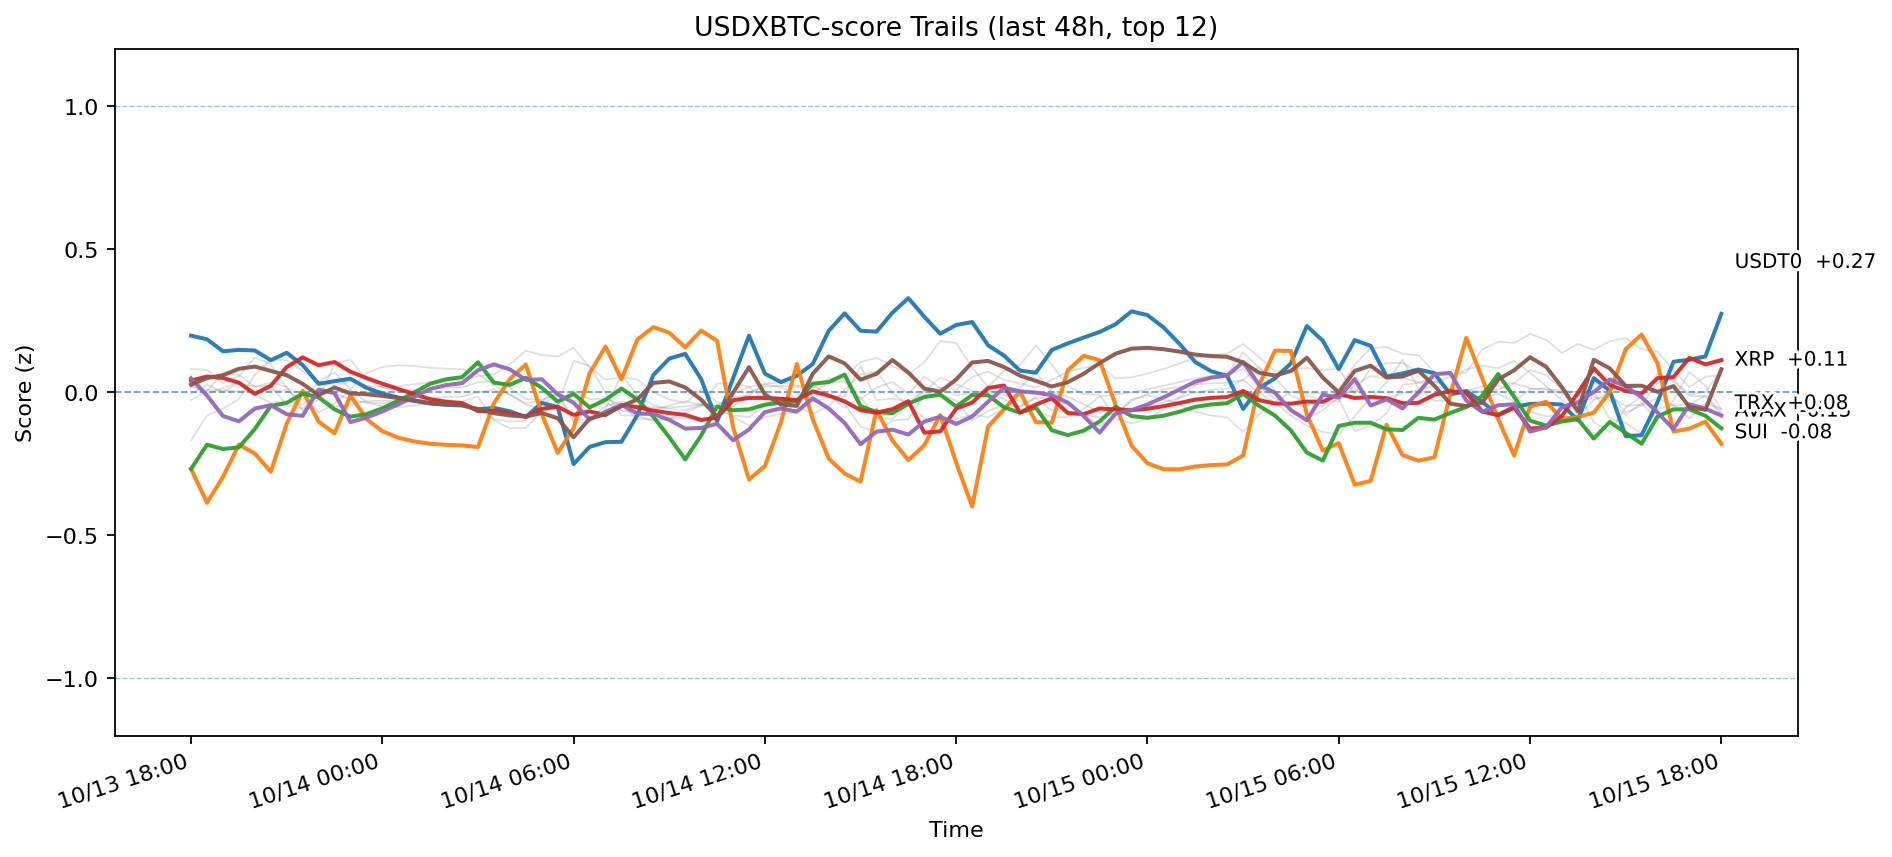 USDXBTC-score Trails (last 48h, top 12)
Score (z)
1.0
0.5
0.0
−0.5
−1.0
USDT0 +0.27
XRP +0.11
TRX +0.08
AVAX -0.13
SUI -0.08
10/13 18:00
10/14 00:00
10/14 06:00
10/14 12:00
10/14 18:00
10/15 00:00
10/15 06:00
10/15 12:00
10/15 18:00
Time